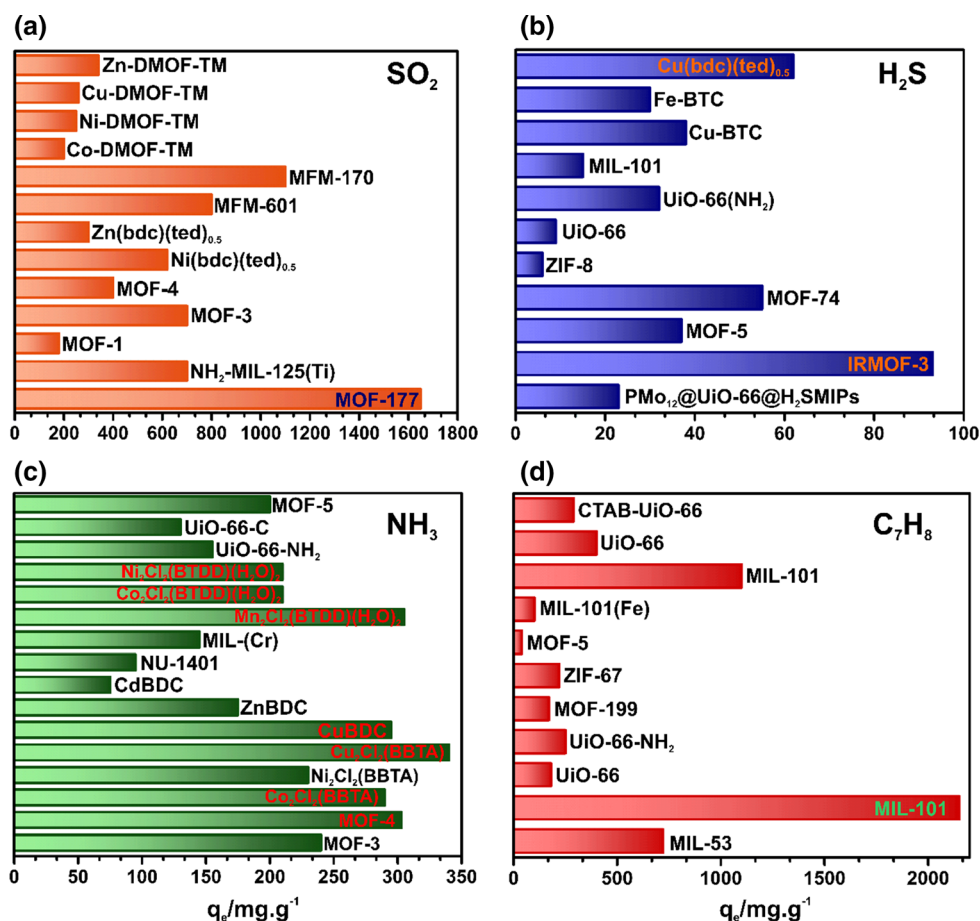 (a)
SO₂
Zn-DMOF-TM
Cu-DMOF-TM
Ni-DMOF-TM
Co-DMOF-TM
MFM-170
MFM-601
Zn(bdc)(ted)₀.₅
Ni(bdc)(ted)₀.₅
MOF-4
MOF-3
MOF-1
NH₂-MIL-125(Ti)
MOF-177
0 200 400 600 800 1000 1200 1400 1600 1800
(b)
H₂S
Cu(bdc)(ted)₀.₅
Fe-BTC
Cu-BTC
MIL-101
UiO-66(NH₂)
UiO-66
ZIF-8
MOF-74
MOF-5
IRMOF-3
PMo₁₂@UiO-66@H₂SMIPs
0 20 40 60 80 100
(c)
NH₃
MOF-5
UiO-66-C
UiO-66-NH₂
Ni₂Cl₂(BTDD)(H₂O)₂
Co₂Cl₂(BTDD)(H₂O)₂
Mn₂Cl₂(BTDD)(H₂O)₂
MIL-(Cr)
NU-1401
CdBDC
ZnBDC
CuBDC
Cu₂Cl₂(BBTA)
Ni₂Cl₂(BBTA)
Co₂Cl₂(BBTA)
MOF-4
MOF-3
0 50 100 150 200 250 300 350
qₑ/mg.g⁻¹
(d)
C₇H₈
CTAB-UiO-66
UiO-66
MIL-101
MIL-101(Fe)
MOF-5
ZIF-67
MOF-199
UiO-66-NH₂
UiO-66
MIL-101
MIL-53
0 500 1000 1500 2000
qₑ/mg.g⁻¹